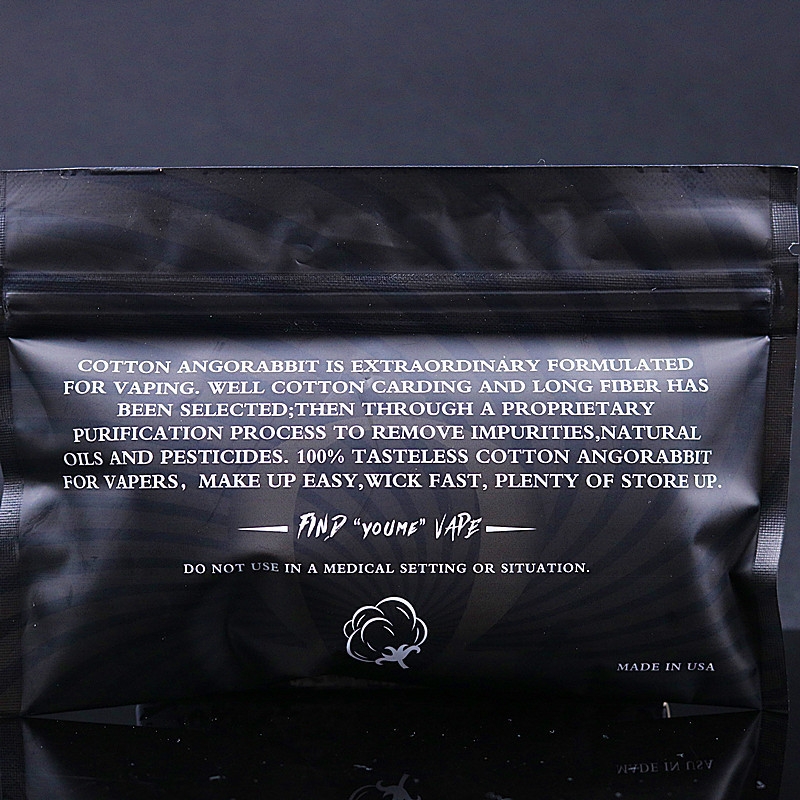 COTTON ANGORABBIT IS EXTRAORDINARY FORMULATED
FOR VAPING. WELL COTTON CARDING AND LONG FIBER HAS
BEEN SELECTED;THEN THROUGH A PROPRIETARY
PURIFICATION PROCESS TO REMOVE IMPURITIES,NATURAL
OILS AND PESTICIDES. 100% TASTELESS COTTON ANGORABBIT
FOR VAPERS, MAKE UP EASY,WICK FAST, PLENTY OF STORE UP.
FIND "YOUME" VAPE
DO NOT USE IN A MEDICAL SETTING OR SITUATION.
MADE IN USA
MADE IN USA